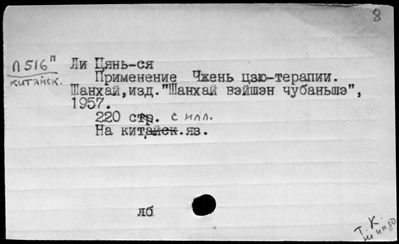 8
П516п Ли Цянь-ся
китайск. Применение Чжень цзю-терапии.
Шанхай,изд."Шанхай вэйшэн чубаньшэ",
1957.
220 стр. с илл.
На китайск.яз.
лб
Т. К.